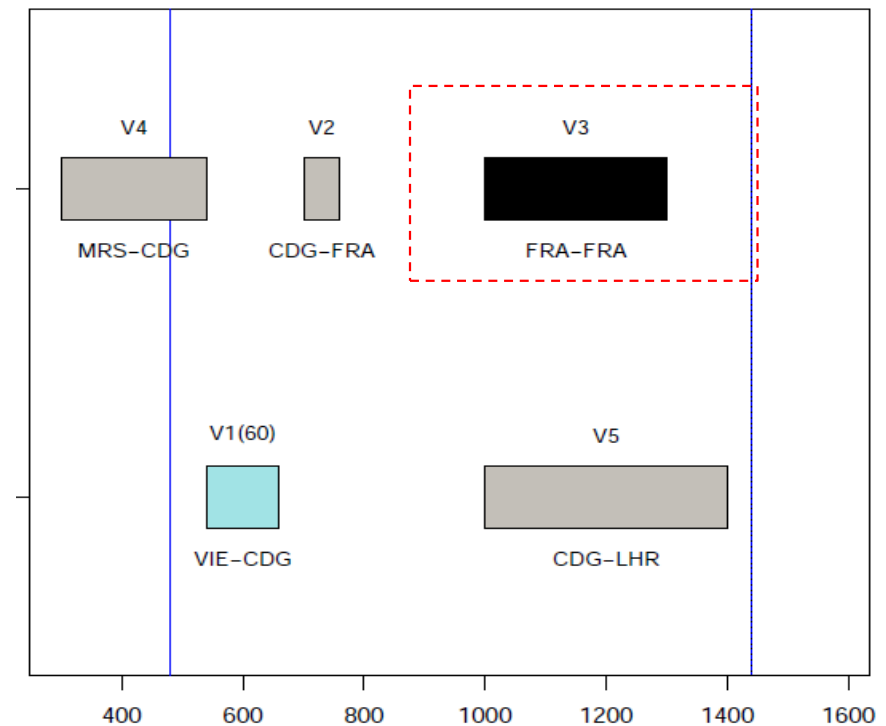 V4 V2 V3
MRS–CDG CDG–FRA FRA–FRA
V1(60) V5
VIE–CDG CDG–LHR
400 600 800 1000 1200 1400 1600